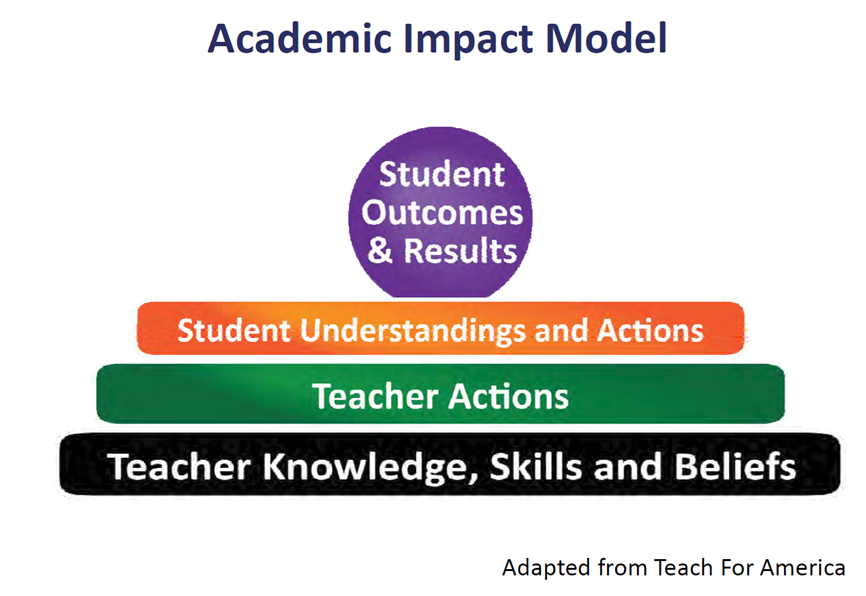 Academic Impact Model
Student
Outcomes
& Results
Student Understandings and Actions
Teacher Actions
Teacher Knowledge, Skills and Beliefs
Adapted from Teach For America